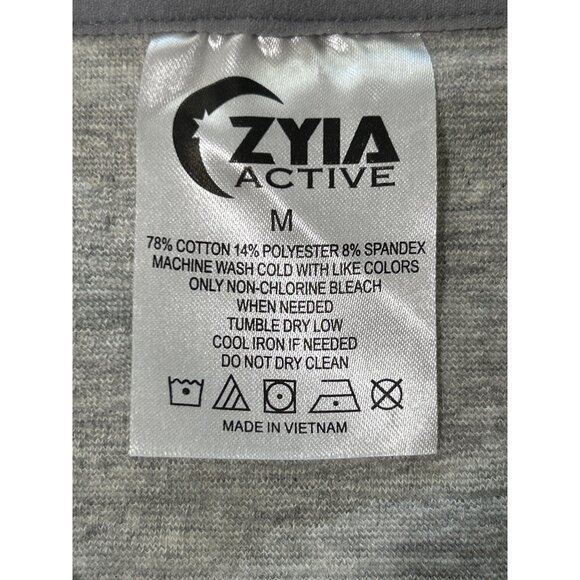 ZYIA
ACTIVE
M
78% COTTON 14% POLYESTER 8% SPANDEX
MACHINE WASH COLD WITH LIKE COLORS
ONLY NON-CHLORINE BLEACH
WHEN NEEDED
TUMBLE DRY LOW
COOL IRON IF NEEDED
DO NOT DRY CLEAN
MADE IN VIETNAM